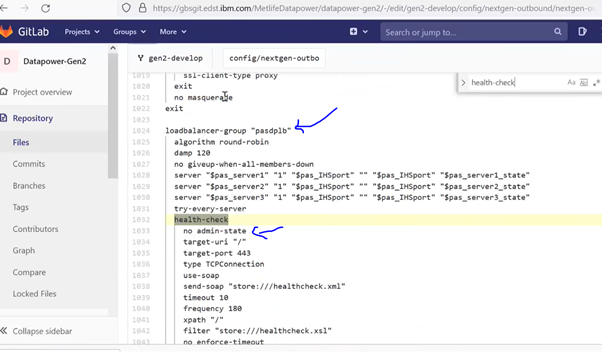 https://gbsgit.edst.ibm.com/MetlifeDatapower/datapower-gen2/-/edit/gen2-develop/config/nextgen-outbound/nextgen-ou
GitLab
Projects
Groups
More
Search or jump to...
D
Datapower-Gen2
Project overview
Repository
Files
Commits
Branches
Tags
Contributors
Graph
Compare
Locked Files
Collapse sidebar
gen2-develop
config/nextgen-outbo
health-check
Aa
1019 ssl-client-type proxy
1020 exit
1021 no masquerade
1022 exit
1023
1024 loadbalancer-group "pasdplb"
1025 algorithm round-robin
1026 damp 120
1027 no giveup-when-all-members-down
1028 server "$pas_server1" "1" "$pas_IHSport" "" "$pas_IHSport" "$pas_server1_state"
1029 server "$pas_server2" "1" "$pas_IHSport" "" "$pas_IHSport" "$pas_server2_state"
1030 server "$pas_server3" "1" "$pas_IHSport" "" "$pas_IHSport" "$pas_server3_state"
1031 try-every-server
1032 health-check
1033 no admin-state
1034 target-uri "/"
1035 target-port 443
1036 type TCPConnection
1037 use-soap
1038 send-soap "store:///healthcheck.xml"
1039 timeout 10
1040 frequency 180
1041 xpath "/"
1042 filter "store:///healthcheck.xsl"
1043 no enforce-timeout